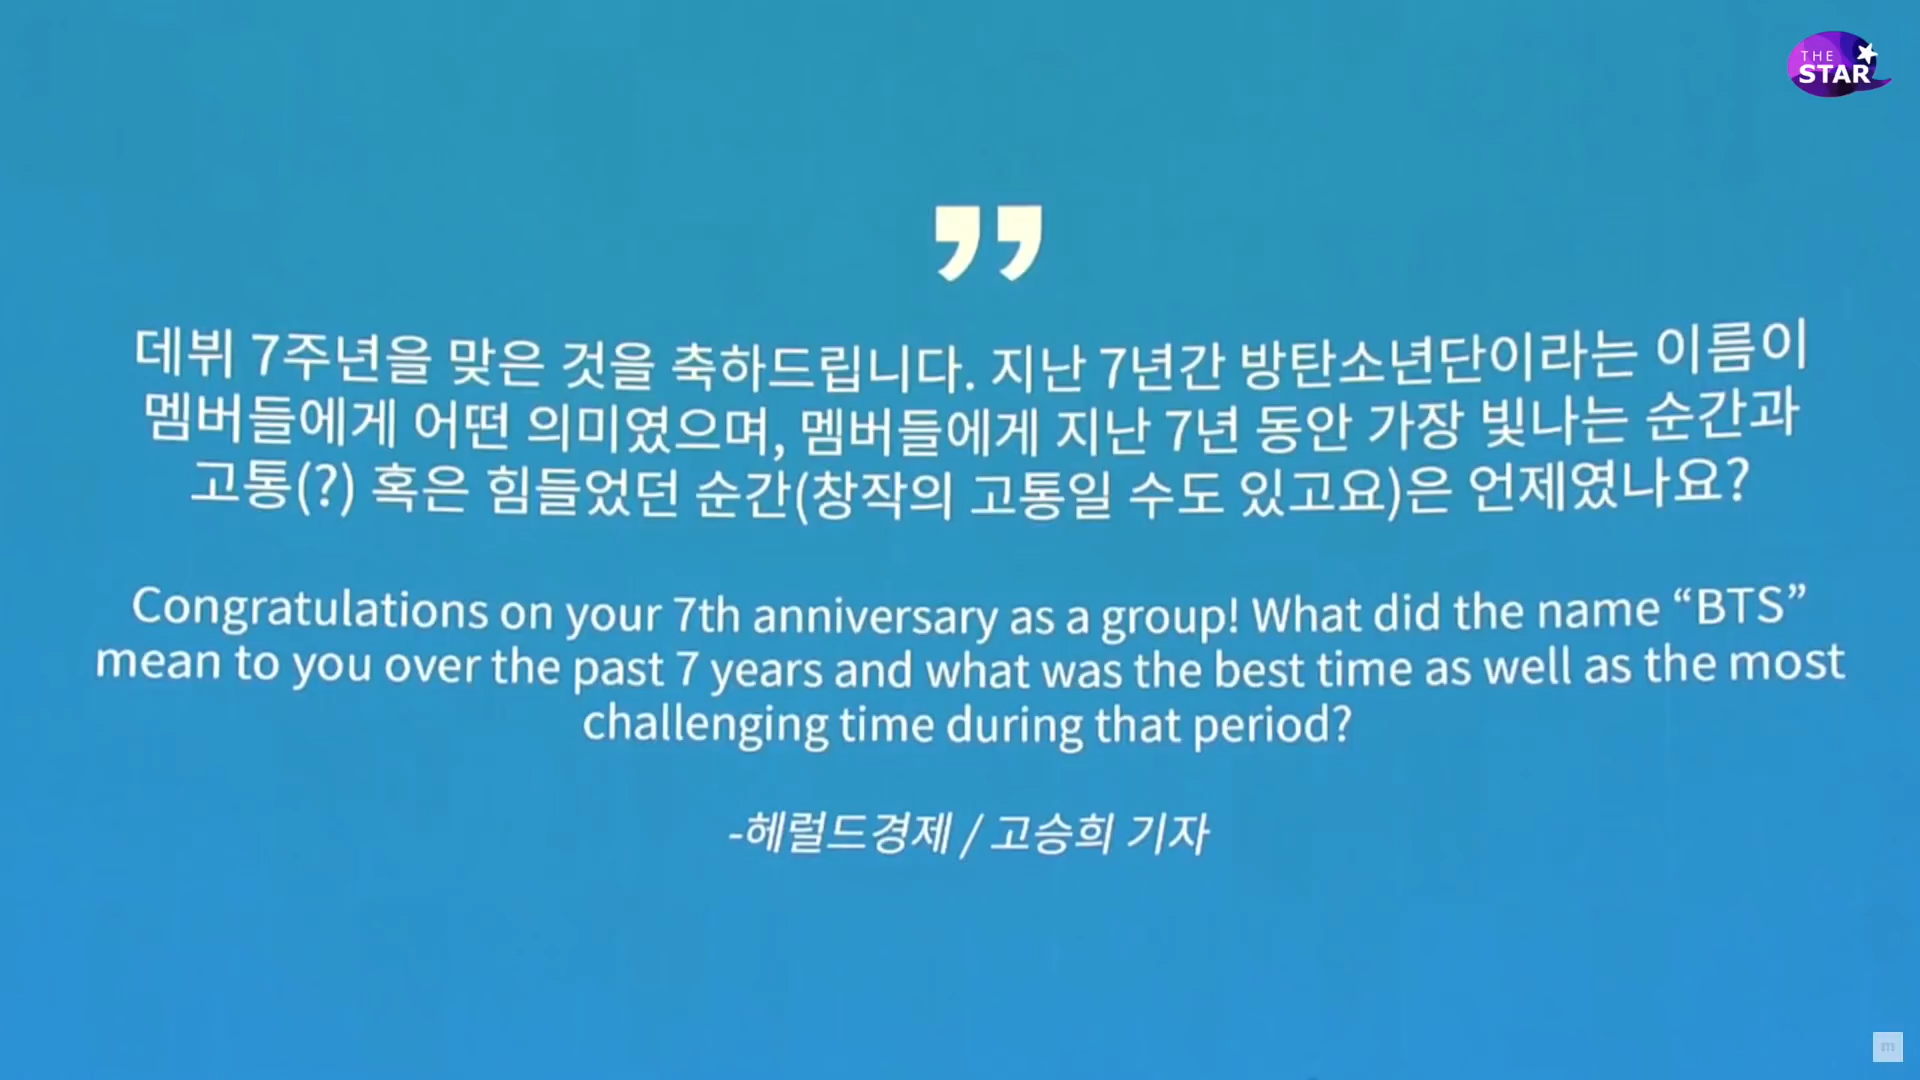 THE
STAR
”
데뷔 7주년을 맞은 것을 축하드립니다. 지난 7년간 방탄소년단이라는 이름이
멤버들에게 어떤 의미였으며, 멤버들에게 지난 7년 동안 가장 빛나는 순간과
고통(?) 혹은 힘들었던 순간(창작의 고통일 수도 있고요)은 언제였나요?
Congratulations on your 7th anniversary as a group! What did the name “BTS”
mean to you over the past 7 years and what was the best time as well as the most
challenging time during that period?
-헤럴드경제 / 고승희 기자
m